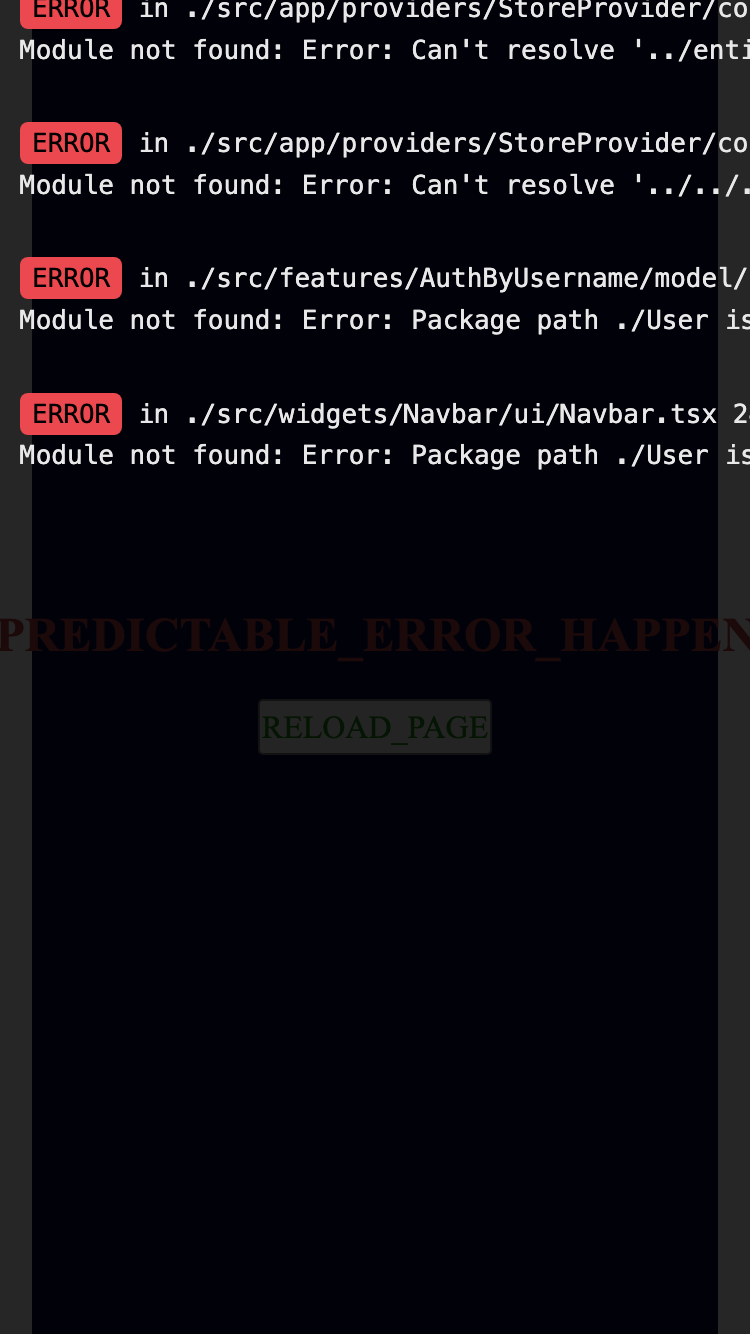 ERROR in ./src/app/providers/StoreProvider/co
Module not found: Error: Can't resolve '../enti
ERROR in ./src/app/providers/StoreProvider/co
Module not found: Error: Can't resolve '../../.
ERROR in ./src/features/AuthByUsername/model/
Module not found: Error: Package path ./User is
ERROR in ./src/widgets/Navbar/ui/Navbar.tsx 2
Module not found: Error: Package path ./User is
PREDICTABLE_ERROR_HAPPEN
RELOAD_PAGE